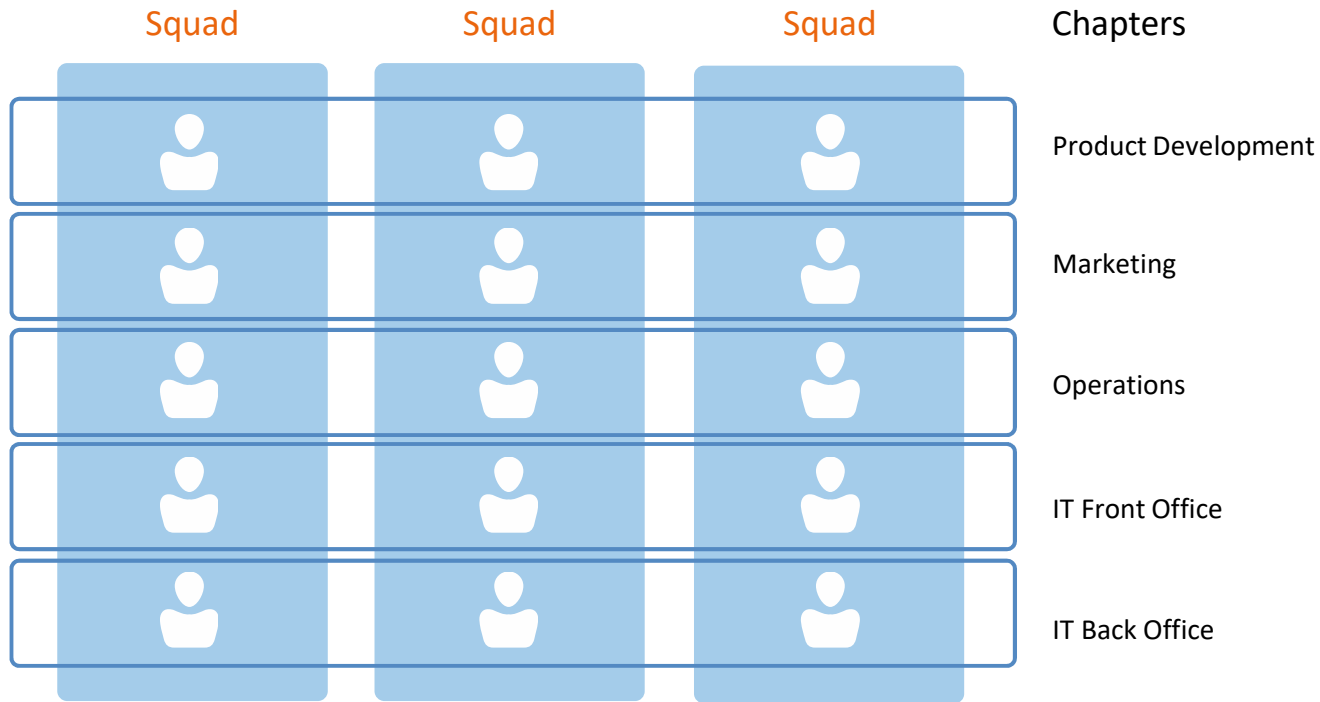 Squad Squad Squad Chapters
Product Development
Marketing
Operations
IT Front Office
IT Back Office